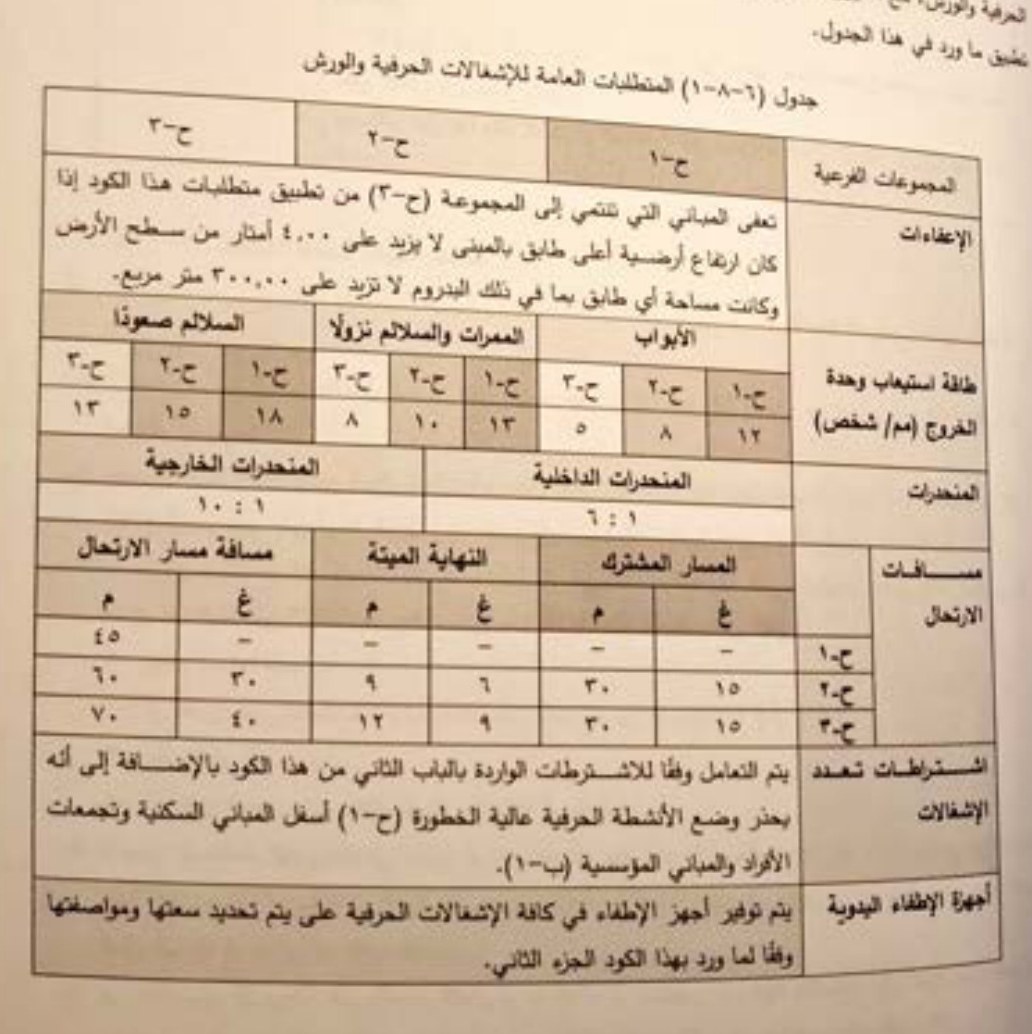 الحرفية والورش،
تطبيق ما ورد في هذا الجدول.
جدول (٦-٨-١) المتطلبات العامة للإشغالات الحرفية والورش
المجموعات الفرعية ح-١ ح-٢ ح-٣
الإعفاءات
تعفى المباني التي تنتمي إلى المجموعة (ح-٣) من تطبيق متطلبات هذا الكود إذا
كان ارتفاع أرضية أعلى طابق بالمبنى لا يزيد على ٤,٠٠ أمتار من سطح الأرض
وكانت مساحة أي طابق بما في ذلك البدروم لا تزيد على ٣٠٠,٠٠ متر مربع.
طاقة استيعاب وحدة
الخروج (مم/ شخص)
الأبواب الممرات والسلالم نزولًا السلالم صعودًا
ح-١ ح-٢ ح-٣ ح-١ ح-٢ ح-٣ ح-١ ح-٢ ح-٣
١٢ ٨ ٥ ١٣ ١٠ ٨ ١٨ ١٥ ١٣
المنحدرات
المنحدرات الداخلية المنحدرات الخارجية
١ : ٦ ١ : ١٠
مسافات
الارتحال
المسار المشترك النهاية الميتة مسافة مسار الارتحال
غ م غ م غ م
ح-١ – – – – – ٤٥
ح-٢ ١٥ ٣٠ ٦ ٩ ٣٠ ٦٠
ح-٣ ١٥ ٣٠ ٩ ١٢ ٤٠ ٧٠
اشتراطات تعدد
الإشغالات
يتم التعامل وفقًا للاشترطات الواردة بالباب الثاني من هذا الكود بالإضافة إلى أنه
يحذر وضع الأنشطة الحرفية عالية الخطورة (ح-١) أسفل المباني السكنية وتجمعات
الأفراد والمباني المؤسسية (ب-١).
أجهزة الإطفاء اليدوية
يتم توفير أجهز الإطفاء في كافة الإشغالات الحرفية على يتم تحديد سعتها ومواصفتها
وفقًا لما ورد بهذا الكود الجزء الثاني.